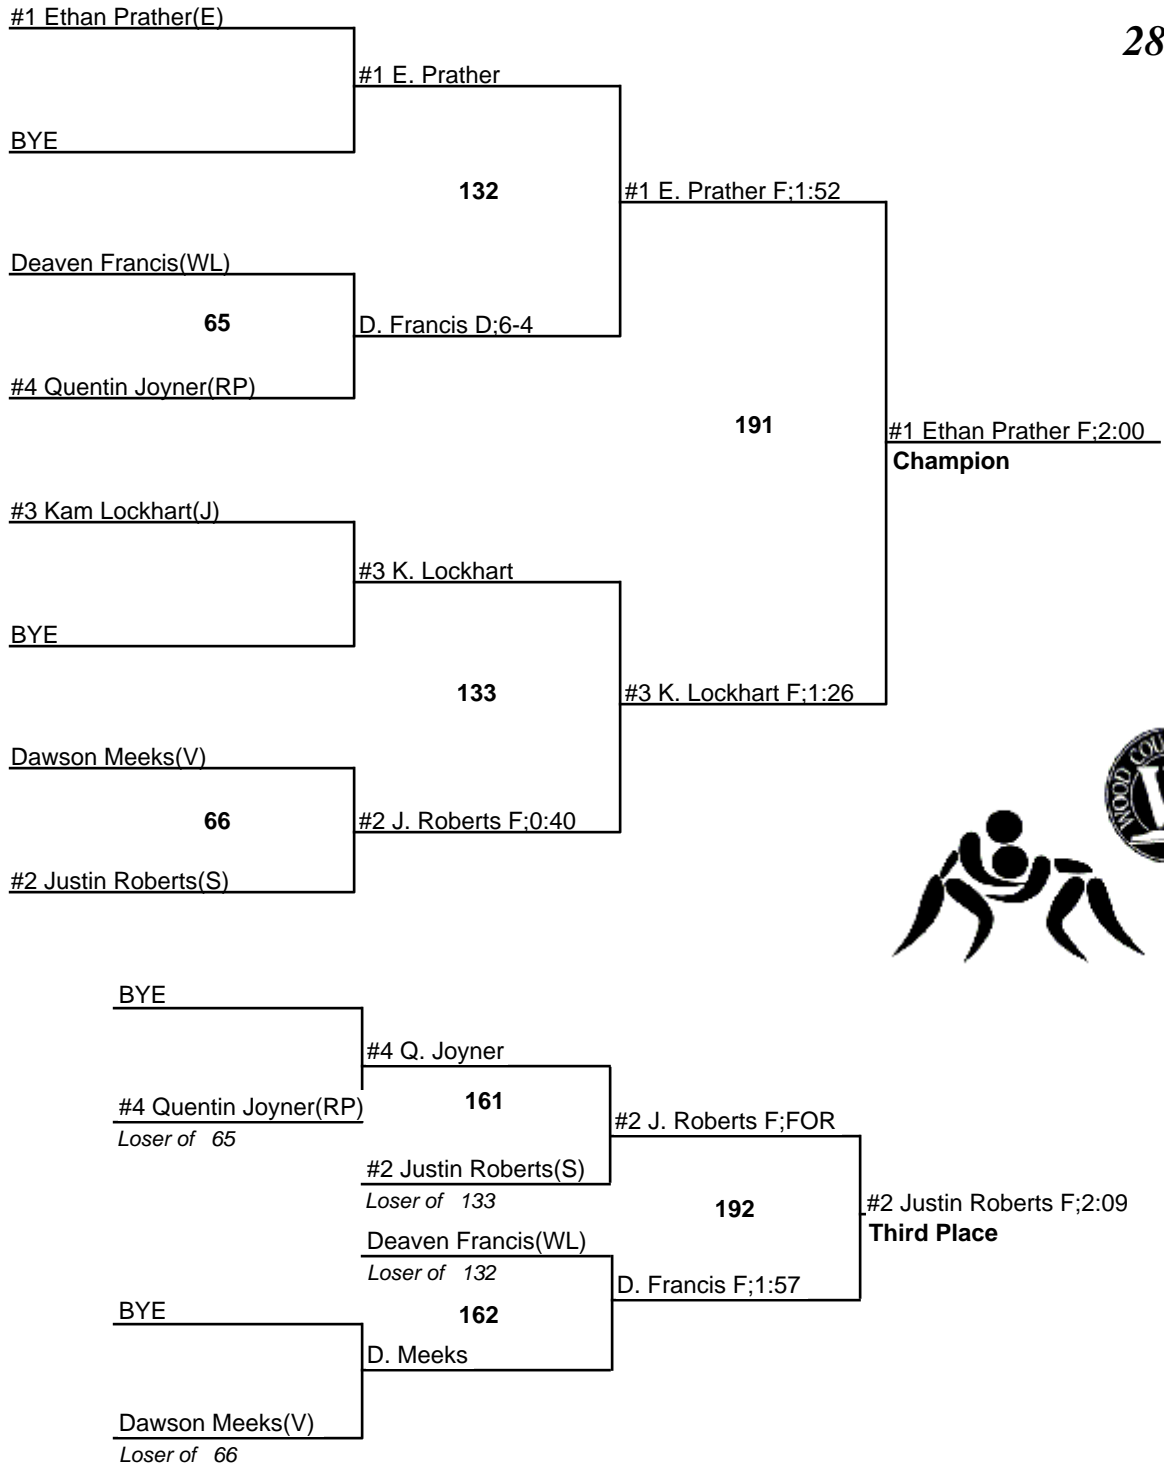 #1 Ethan Prather(E)
28
#1 E. Prather
BYE
132
#1 E. Prather F;1:52
Deaven Francis(WL)
65
D. Francis D;6-4
#4 Quentin Joyner(RP)
191
#1 Ethan Prather F;2:00
Champion
#3 Kam Lockhart(J)
#3 K. Lockhart
BYE
133
#3 K. Lockhart F;1:26
Dawson Meeks(V)
66
#2 J. Roberts F;0:40
#2 Justin Roberts(S)
WOOD COU
BYE
#4 Q. Joyner
#4 Quentin Joyner(RP)
161
Loser of 65
#2 J. Roberts F;FOR
#2 Justin Roberts(S)
Loser of 133
192
#2 Justin Roberts F;2:09
Third Place
Deaven Francis(WL)
Loser of 132
D. Francis F;1:57
BYE
162
D. Meeks
Dawson Meeks(V)
Loser of 66